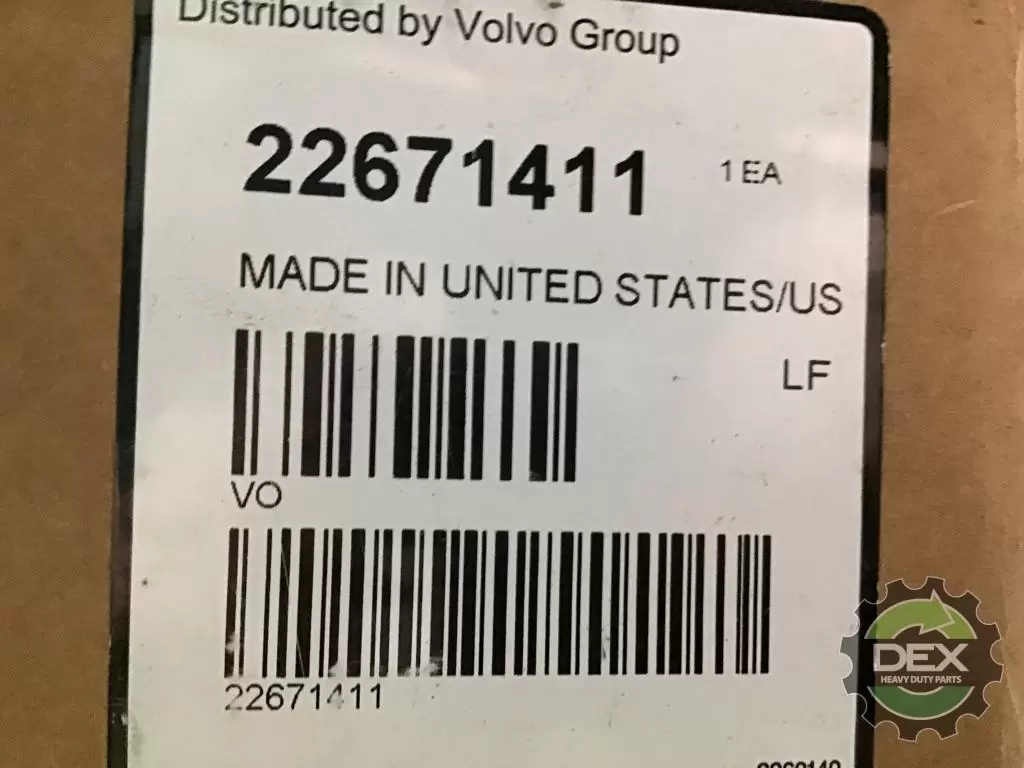 Distributed by Volvo Group
22671411 1 EA
MADE IN UNITED STATES/US
LF
VO
22671411
DEX
HEAVY DUTY PARTS